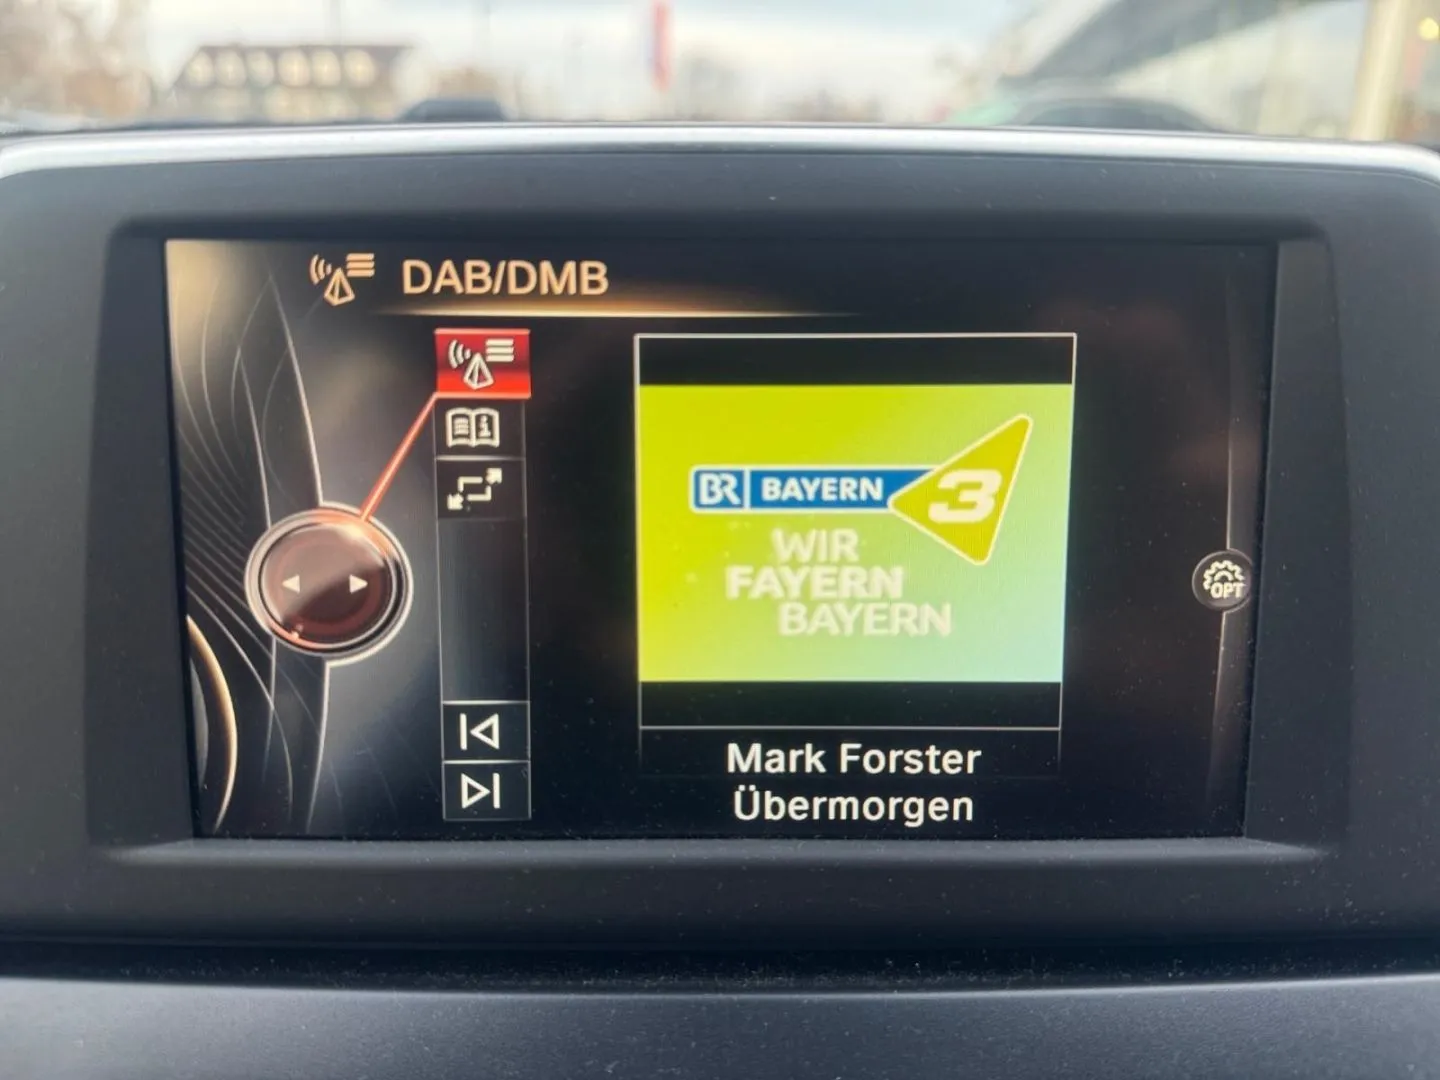 DAB/DMB
BR BAYERN 3
WIR
FAYERN
BAYERN
OPT
Mark Forster
Übermorgen